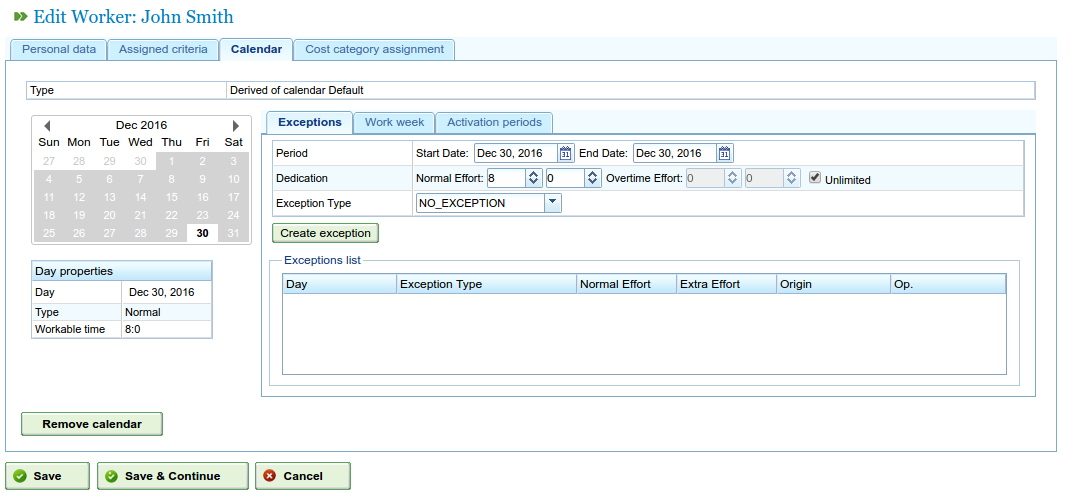 Edit Worker: John Smith
Personal data Assigned criteria Calendar Cost category assignment
Type Derived of calendar Default
Dec 2016
Sun Mon Tue Wed Thu Fri Sat
27 28 29 30 1 2 3
4 5 6 7 8 9 10
11 12 13 14 15 16 17
18 19 20 21 22 23 24
25 26 27 28 29 30 31
Day properties
Day Dec 30, 2016
Type Normal
Workable time 8:0
Exceptions Work week Activation periods
Period Start Date: Dec 30, 2016 31 End Date: Dec 30, 2016 31
Dedication Normal Effort: 8 0 Overtime Effort: 0 0 Unlimited
Exception Type NO_EXCEPTION
Create exception
Exceptions list
Day Exception Type Normal Effort Extra Effort Origin Op.
Remove calendar
Save Save & Continue Cancel